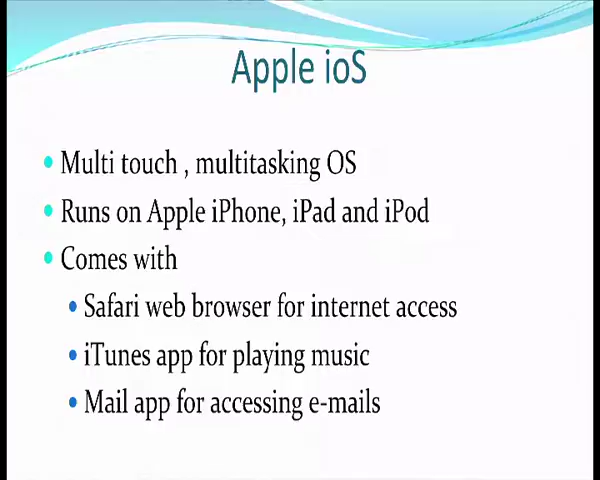 Apple ioS
Multi touch , multitasking OS
Runs on Apple iPhone, iPad and iPod
Comes with
Safari web browser for internet access
iTunes app for playing music
Mail app for accessing e-mails